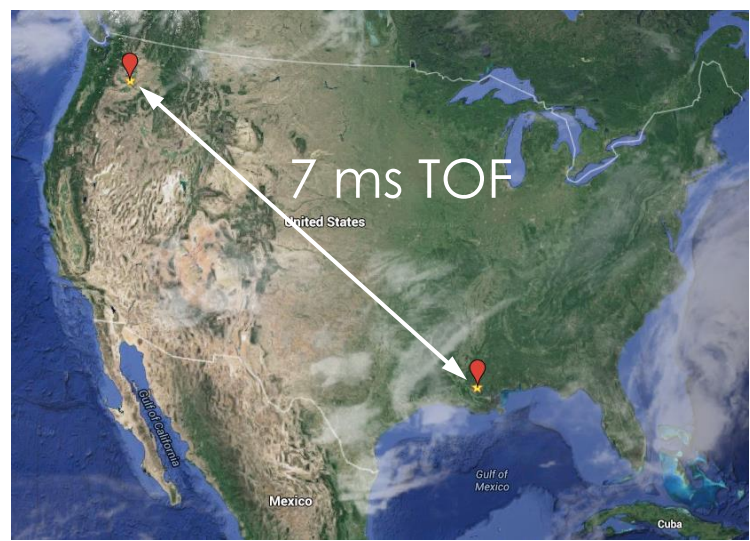 7 ms TOF
United States
Gulf of California
Gulf of
Mexico
Mexico
Cuba